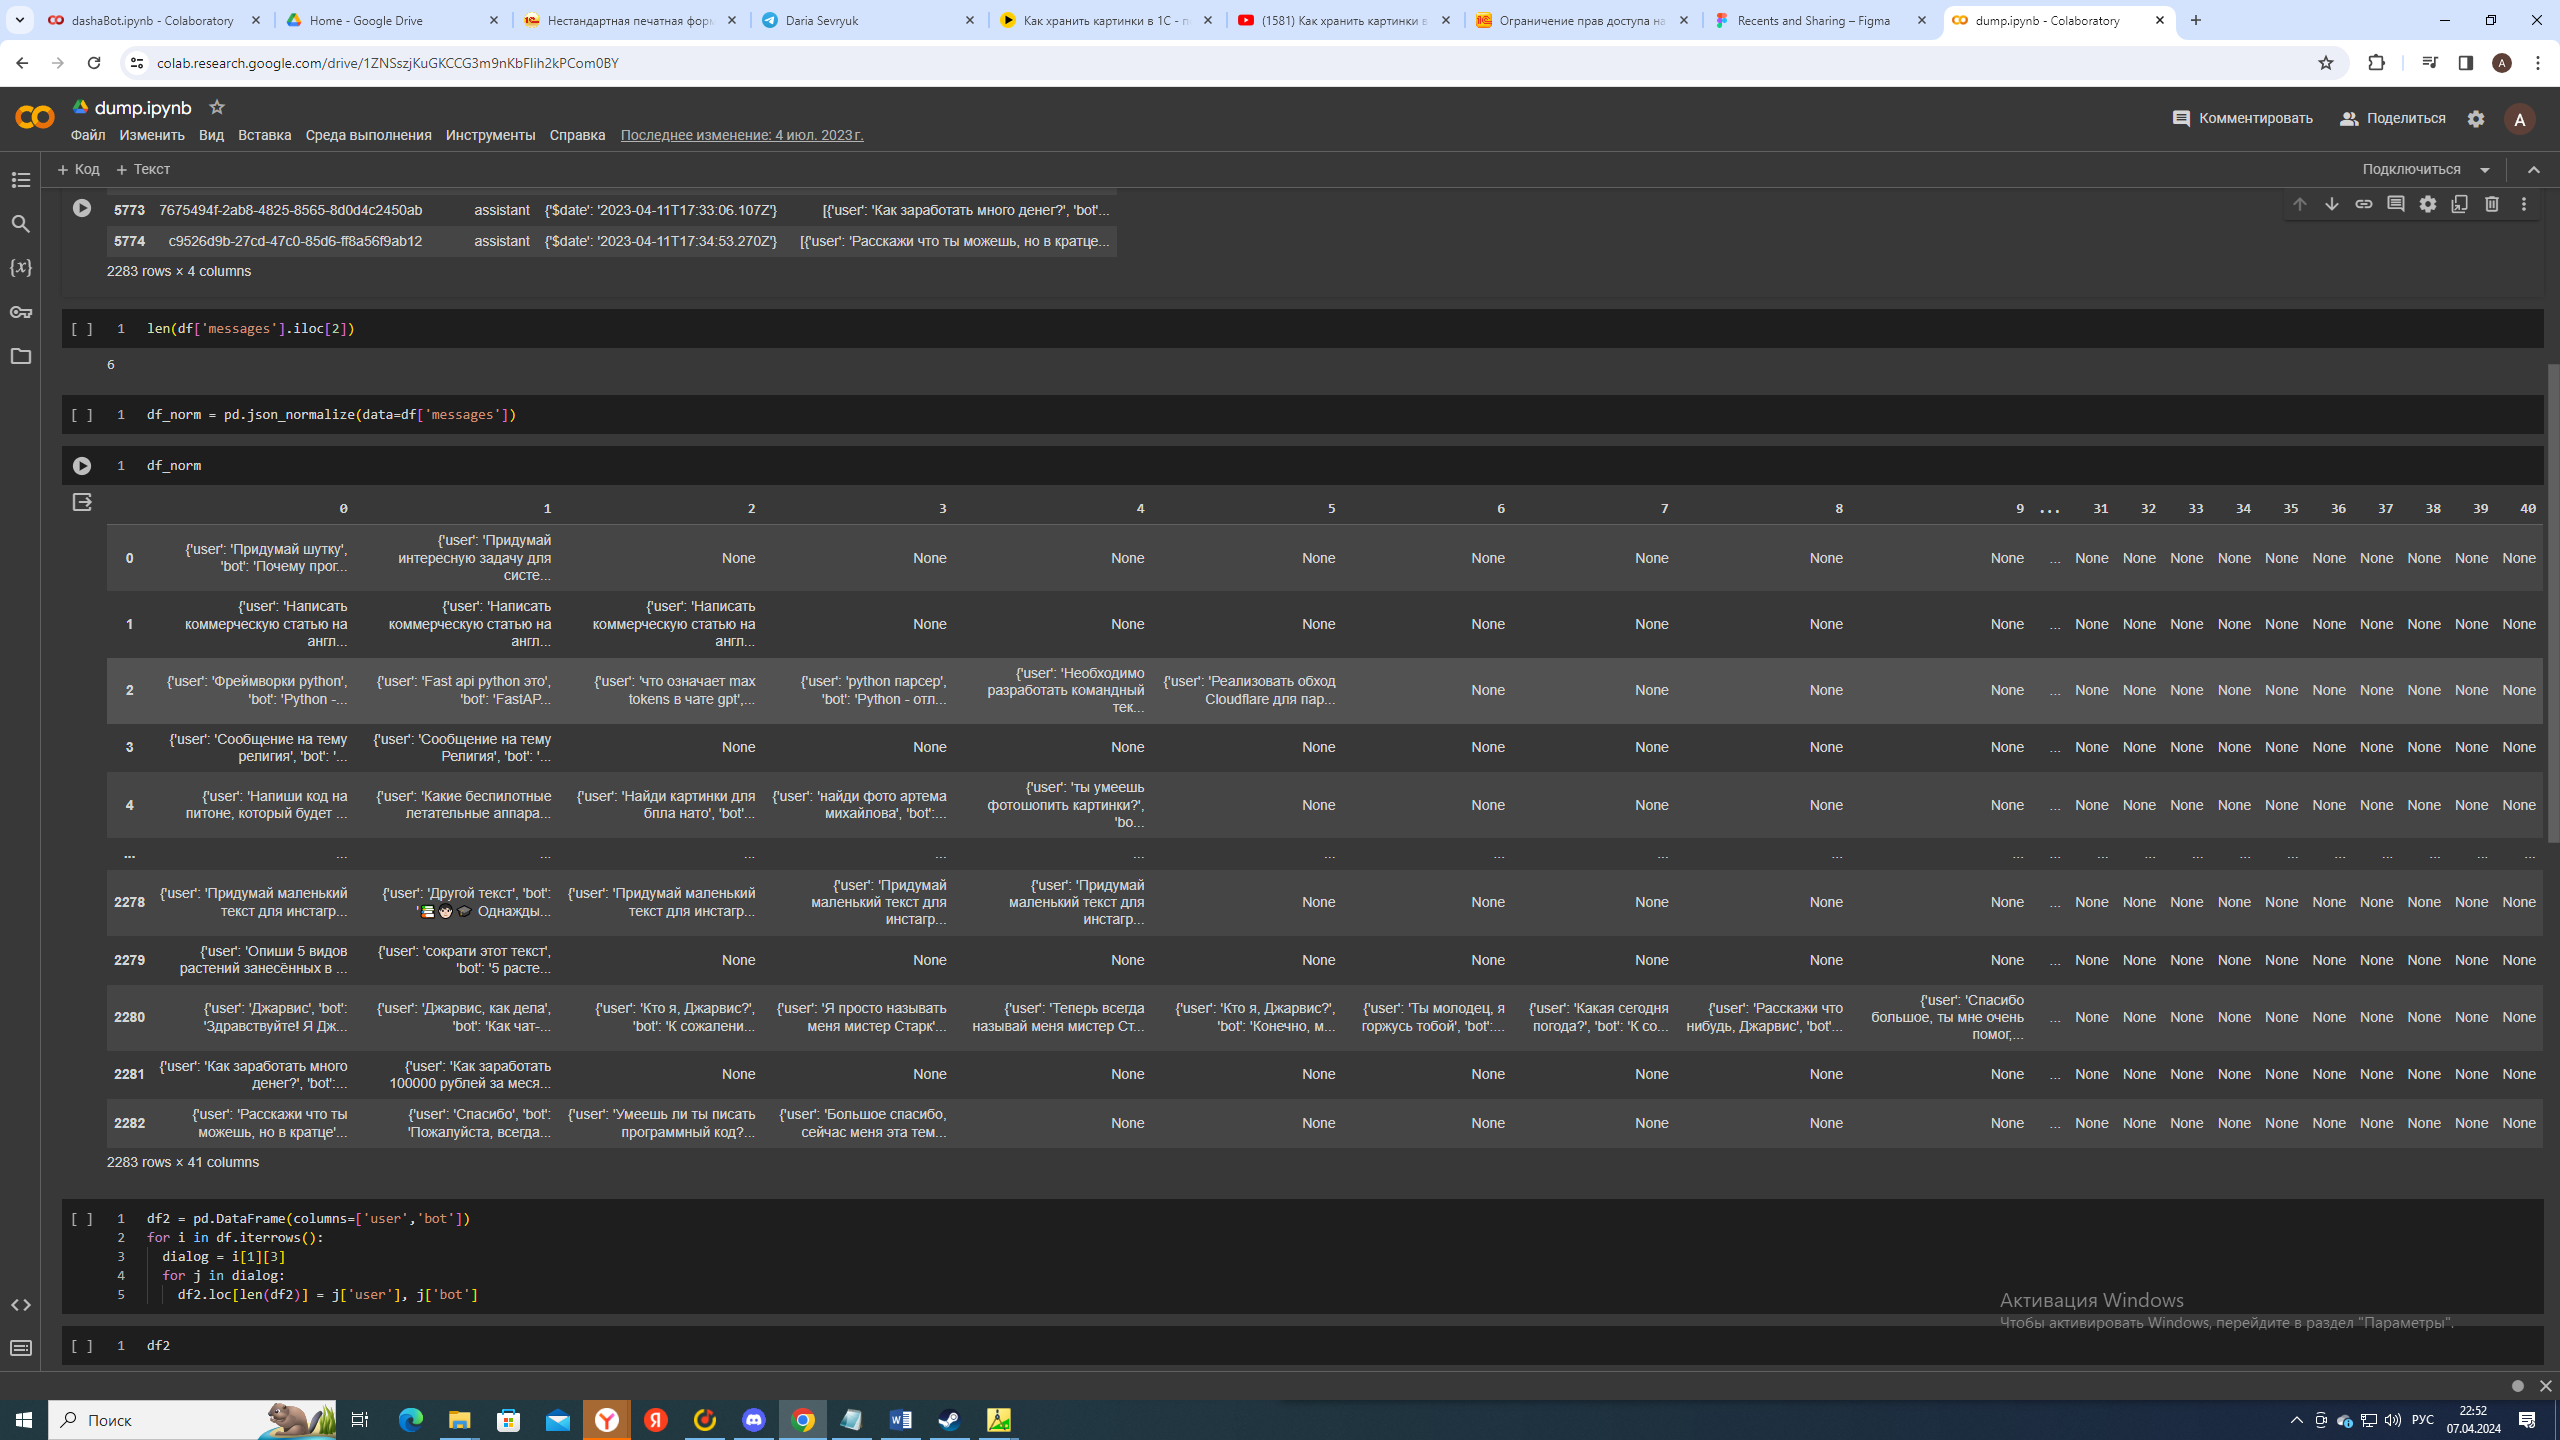 dashaBot.ipynb - Colaboratory
Home - Google Drive
Нестандартная печатная форм
Daria Sevryuk
Как хранить картинки в 1С - п
(1581) Как хранить картинки в
Ограничение прав доступа на
Recents and Sharing – Figma
dump.ipynb - Colaboratory
dump.ipynb
Файл Изменить Вид Вставка Среда выполнения Инструменты Справка Последнее изменение: 4 июл. 2023 г.
Комментировать Поделиться A
+ Код + Текст
Подключиться
5773 7675494f-2ab8-4825-8565-8d0d4c2450ab assistant {'$date': '2023-04-11T17:33:06.107Z'} [{'user': 'Как заработать много денег?', 'bot'...
5774 c9526d9b-27cd-47c0-85d6-ff8a56f9ab12 assistant {'$date': '2023-04-11T17:34:53.270Z'} [{'user': 'Расскажи что ты можешь, но в кратце...
2283 rows × 4 columns
[ ] 1 len(df['messages'].iloc[2])
6
[ ] 1 df_norm = pd.json_normalize(data=df['messages'])
1 df_norm
0 1 2 3 4 5 6 7 8 9 ... 31 32 33 34 35 36 37 38 39 40
0 {'user': 'Придумай шутку', 'bot': 'Почему прог... {'user': 'Придумай интересную задачу для систе... None None None None None None None None ... None None None None None None None None None None
1 {'user': 'Написать коммерческую статью на англ... {'user': 'Написать коммерческую статью на англ... {'user': 'Написать коммерческую статью на англ... None None None None None None None ... None None None None None None None None None None
2 {'user': 'Фреймворки python', 'bot': 'Python -... {'user': 'Fast api python это', 'bot': 'FastAP... {'user': 'что означает max tokens в чате gpt',... {'user': 'python парсер', 'bot': 'Python - отл... {'user': 'Необходимо разработать командный тек... {'user': 'Реализовать обход Cloudflare для пар... None None None None ... None None None None None None None None None None
3 {'user': 'Сообщение на тему религия', 'bot': '... {'user': 'Сообщение на тему Религия', 'bot': '... None None None None None None None None ... None None None None None None None None None None
4 {'user': 'Напиши код на питоне, который будет ... {'user': 'Какие беспилотные летательные аппара... {'user': 'Найди картинки для бпла нато', 'bot'... {'user': 'найди фото артема михайлова', 'bot':... {'user': 'ты умеешь фотошопить картинки?', 'bo... None None None None None ... None None None None None None None None None None
... ... ... ... ... ... ... ... ... ... ... ... ... ... ... ... ... ... ... ... ... ...
2278 {'user': 'Придумай маленький текст для инстагр... {'user': 'Другой текст', 'bot': '📚👨🏻🎓 Однажды... {'user': 'Придумай маленький текст для инстагр... {'user': 'Придумай маленький текст для инстагр... {'user': 'Придумай маленький текст для инстагр... None None None None None ... None None None None None None None None None None
2279 {'user': 'Опиши 5 видов растений занесённых в ... {'user': 'сократи этот текст', 'bot': '5 расте... None None None None None None None None ... None None None None None None None None None None
2280 {'user': 'Джарвис', 'bot': 'Здравствуйте! Я Дж... {'user': 'Джарвис, как дела', 'bot': 'Как чат-... {'user': 'Кто я, Джарвис?', 'bot': 'К сожалени... {'user': 'Я просто называть меня мистер Старк'... {'user': 'Теперь всегда называй меня мистер Ст... {'user': 'Кто я, Джарвис?', 'bot': 'Конечно, м... {'user': 'Ты молодец, я горжусь тобой', 'bot':... {'user': 'Какая сегодня погода?', 'bot': 'К со... {'user': 'Расскажи что нибудь, Джарвис', 'bot'... {'user': 'Спасибо большое, ты мне очень помог,... ... None None None None None None None None None None
2281 {'user': 'Как заработать много денег?', 'bot':... {'user': 'Как заработать 100000 рублей за меся... None None None None None None None None ... None None None None None None None None None None
2282 {'user': 'Расскажи что ты можешь, но в кратце'... {'user': 'Спасибо', 'bot': 'Пожалуйста, всегда... {'user': 'Умеешь ли ты писать программный код?... {'user': 'Большое спасибо, сейчас меня эта тем... None None None None None None ... None None None None None None None None None None
2283 rows × 41 columns
[ ] 1 df2 = pd.DataFrame(columns=['user','bot'])
2 for i in df.iterrows():
3 dialog = i[1][3]
4 for j in dialog:
5 df2.loc[len(df2)] = j['user'], j['bot']
[ ] 1 df2
Активация Windows
Чтобы активировать Windows, перейдите в раздел "Параметры".
Поиск
РУС
22:52
07.04.2024